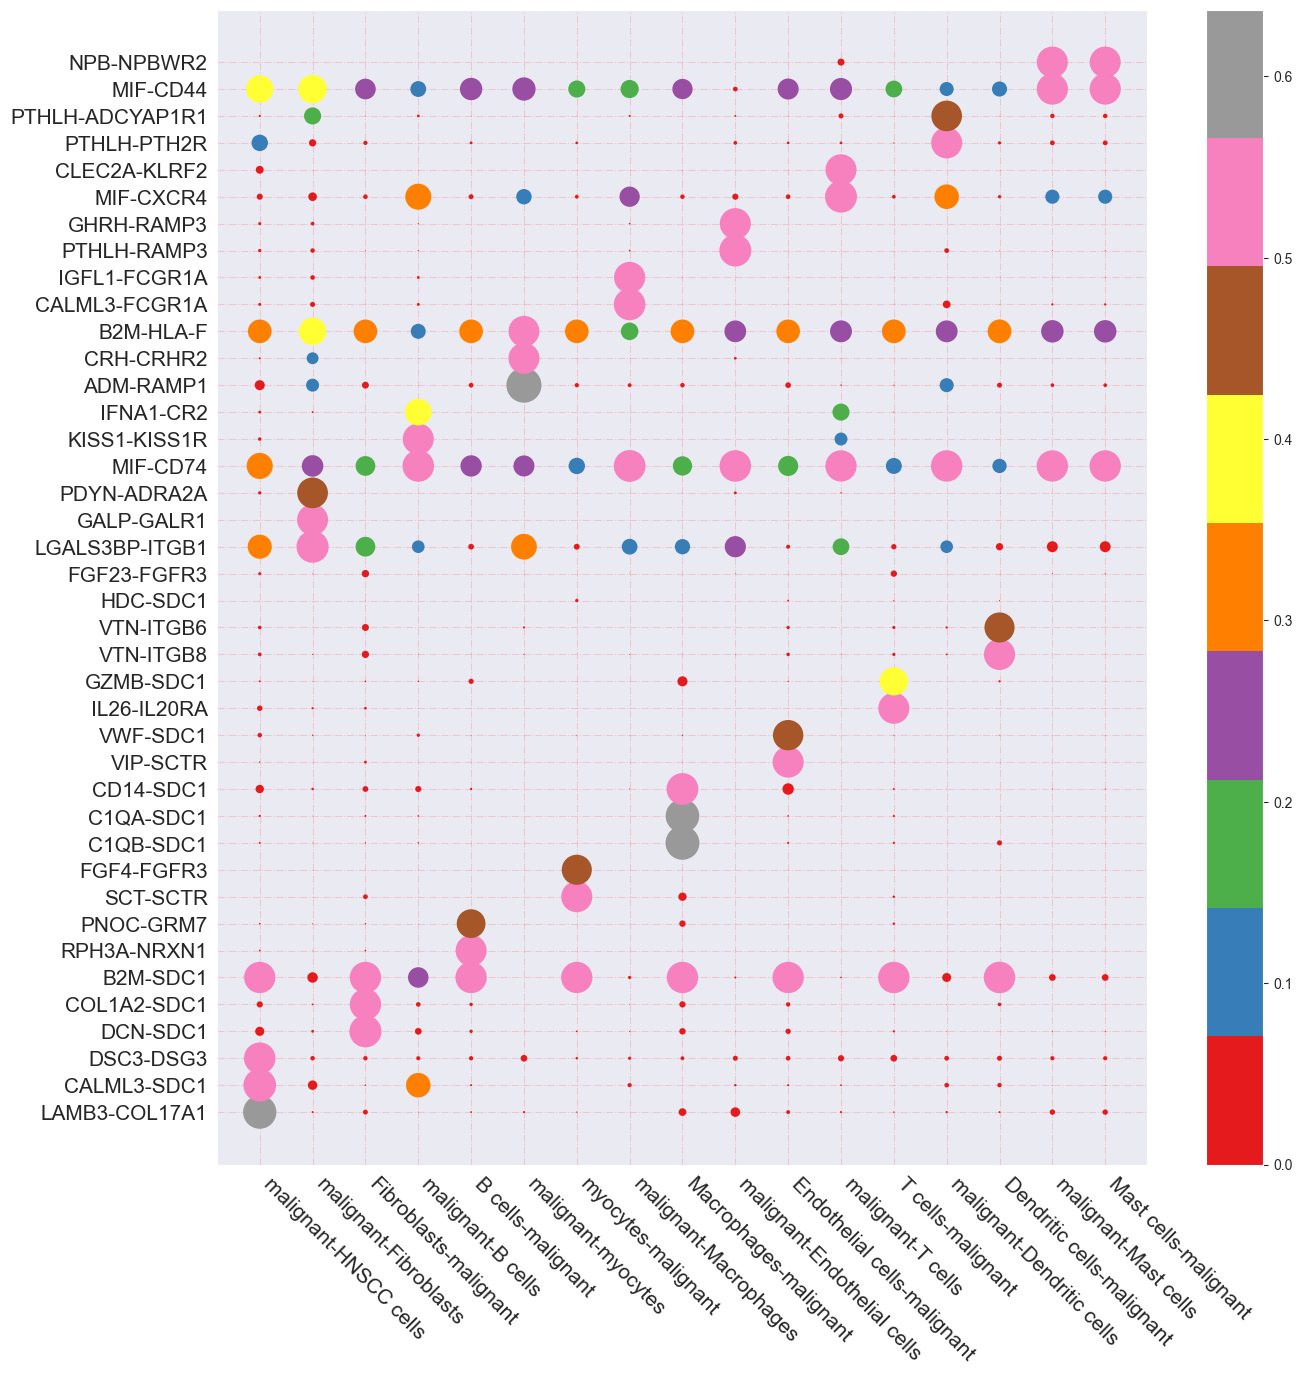 NPB-NPBWR2
MIF-CD44
PTHLH-ADCYAP1R1
PTHLH-PTH2R
CLEC2A-KLRF2
MIF-CXCR4
GHRH-RAMP3
PTHLH-RAMP3
IGFL1-FCGR1A
CALML3-FCGR1A
B2M-HLA-F
CRH-CRHR2
ADM-RAMP1
IFNA1-CR2
KISS1-KISS1R
MIF-CD74
PDYN-ADRA2A
GALP-GALR1
LGALS3BP-ITGB1
FGF23-FGFR3
HDC-SDC1
VTN-ITGB6
VTN-ITGB8
GZMB-SDC1
IL26-IL20RA
VWF-SDC1
VIP-SCTR
CD14-SDC1
C1QA-SDC1
C1QB-SDC1
FGF4-FGFR3
SCT-SCTR
PNOC-GRM7
RPH3A-NRXN1
B2M-SDC1
COL1A2-SDC1
DCN-SDC1
DSC3-DSG3
CALML3-SDC1
LAMB3-COL17A1
malignant-HNSCC cells
malignant-Fibroblasts
Fibroblasts-malignant
malignant-B cells
B cells-malignant
malignant-myocytes
myocytes-malignant
malignant-Macrophages
Macrophages-malignant
malignant-Endothelial cells
Endothelial cells-malignant
malignant-T cells
T cells-malignant
malignant-Dendritic cells
Dendritic cells-malignant
malignant-Mast cells
Mast cells-malignant
0.6
0.5
0.4
0.3
0.2
0.1
0.0